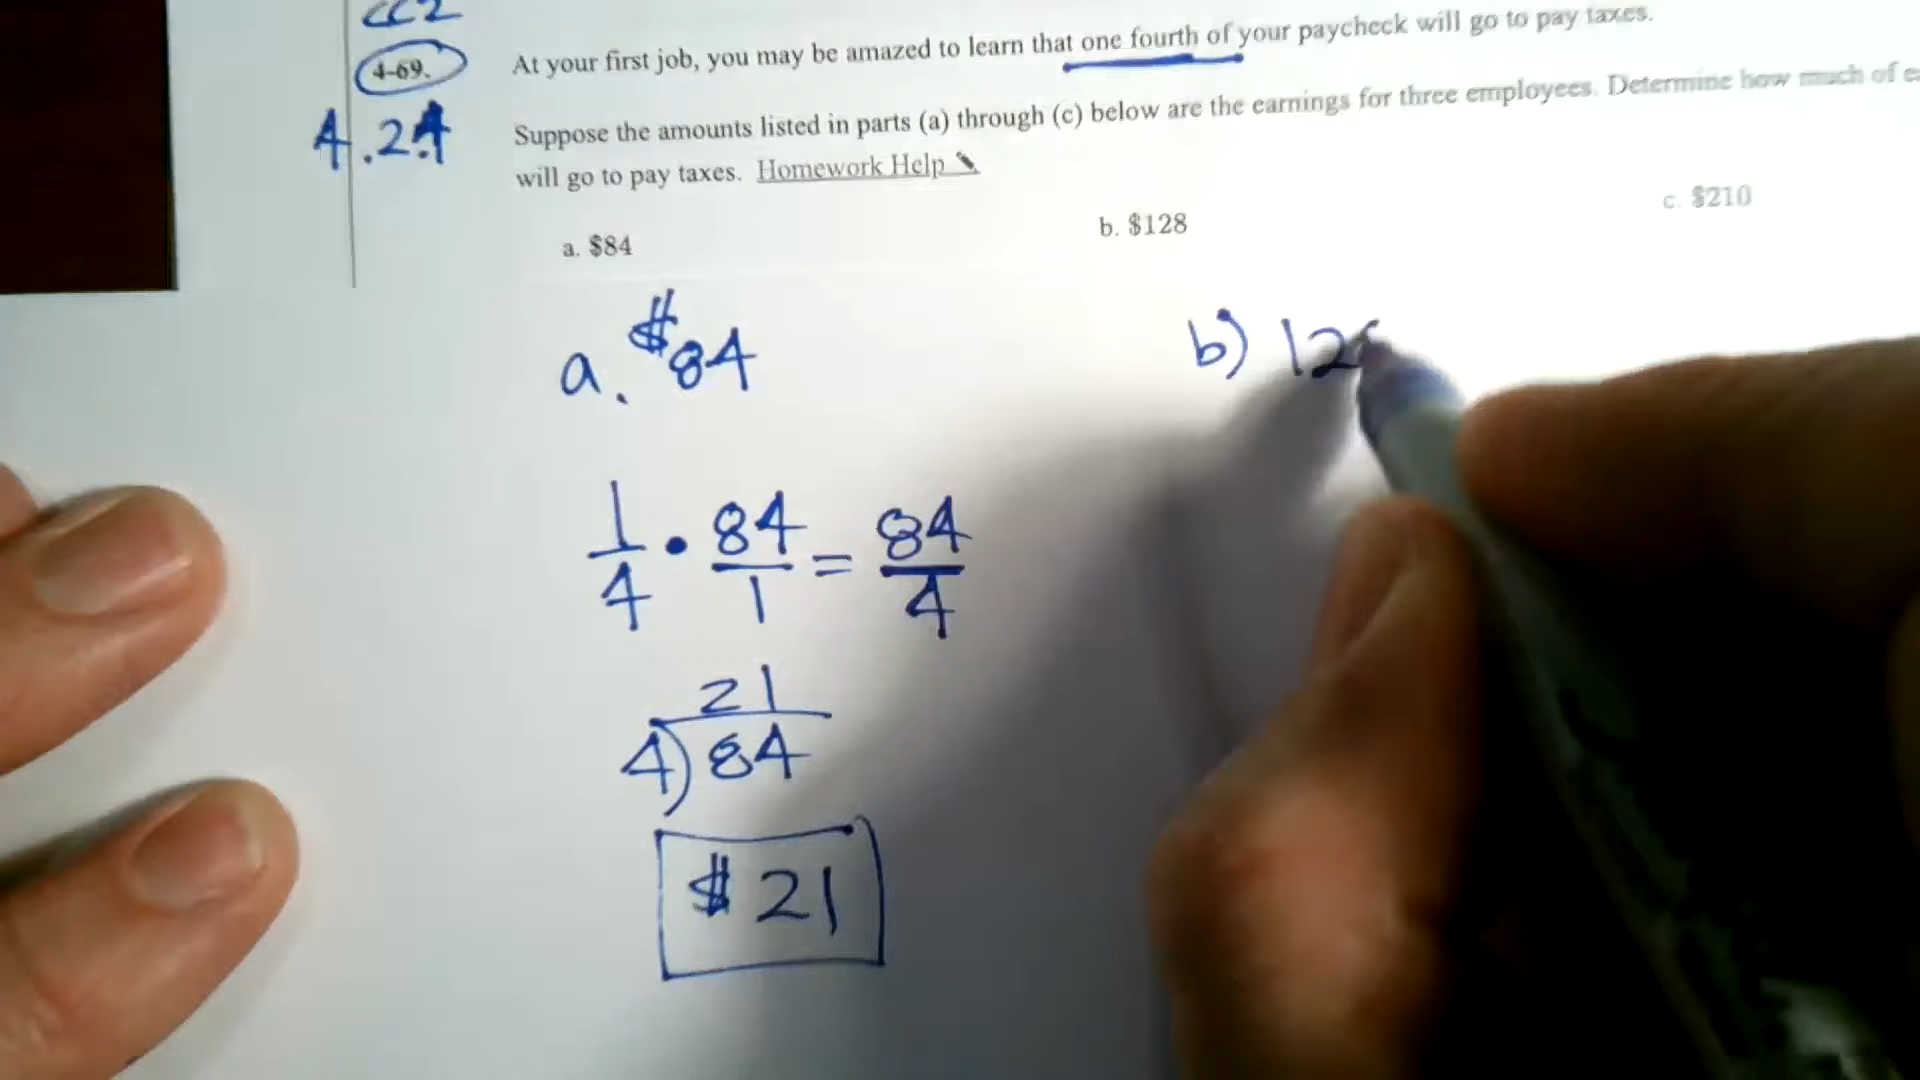 CC2
4-69.
4.2.4
At your first job, you may be amazed to learn that one fourth of your paycheck will go to pay taxes.
Suppose the amounts listed in parts (a) through (c) below are the earnings for three employees. Determine how much of
will go to pay taxes. Homework Help
a. $84
b. $128
c. $210
a. $84
1/4 • 84/1 = 84/4
21
4)84
$21
b) 12